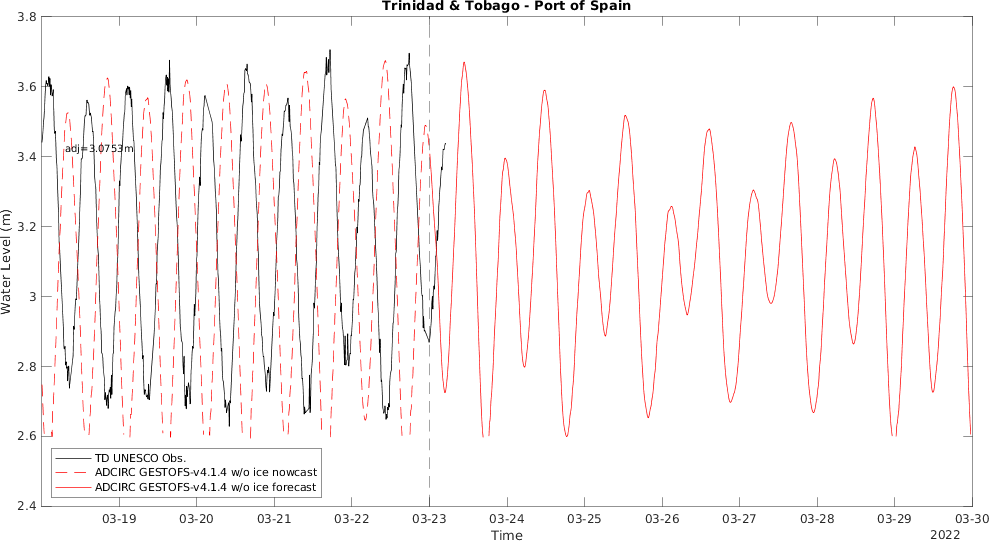 Trinidad & Tobago - Port of Spain
3.8
3.6
3.4
3.2
3
2.8
2.6
2.4
Water Level (m)
adj=3.0753m
TD UNESCO Obs.
ADCIRC GESTOFS-v4.1.4 w/o ice nowcast
ADCIRC GESTOFS-v4.1.4 w/o ice forecast
03-19 03-20 03-21 03-22 03-23 03-24 03-25 03-26 03-27 03-28 03-29 03-30
Time
2022